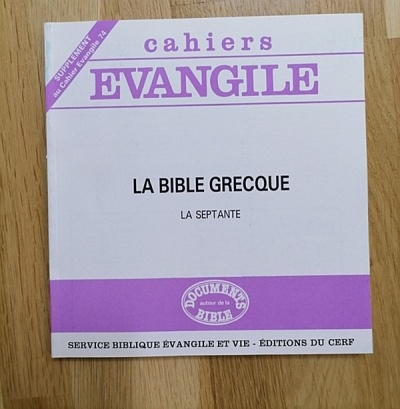 SUPPLÉMENT
au Cahier Evangile 74
cahiers
EVANGILE
LA BIBLE GRECQUE
LA SEPTANTE
DOCUMENTS
autour de la
BIBLE
SERVICE BIBLIQUE ÉVANGILE ET VIE - ÉDITIONS DU CERF